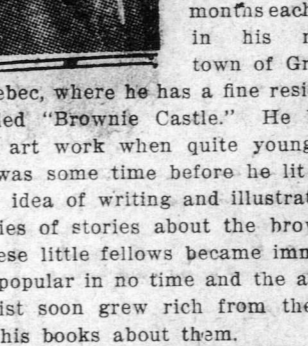 months each
in his
town of Gr
ebec, where he has a fine resi
ed "Brownie Castle." He
art work when quite young
was some time before he lit
idea of writing and illustrat
ies of stories about the brow
ese little fellows became imm
popular in no time and the a
ist soon grew rich from the
his books about them.